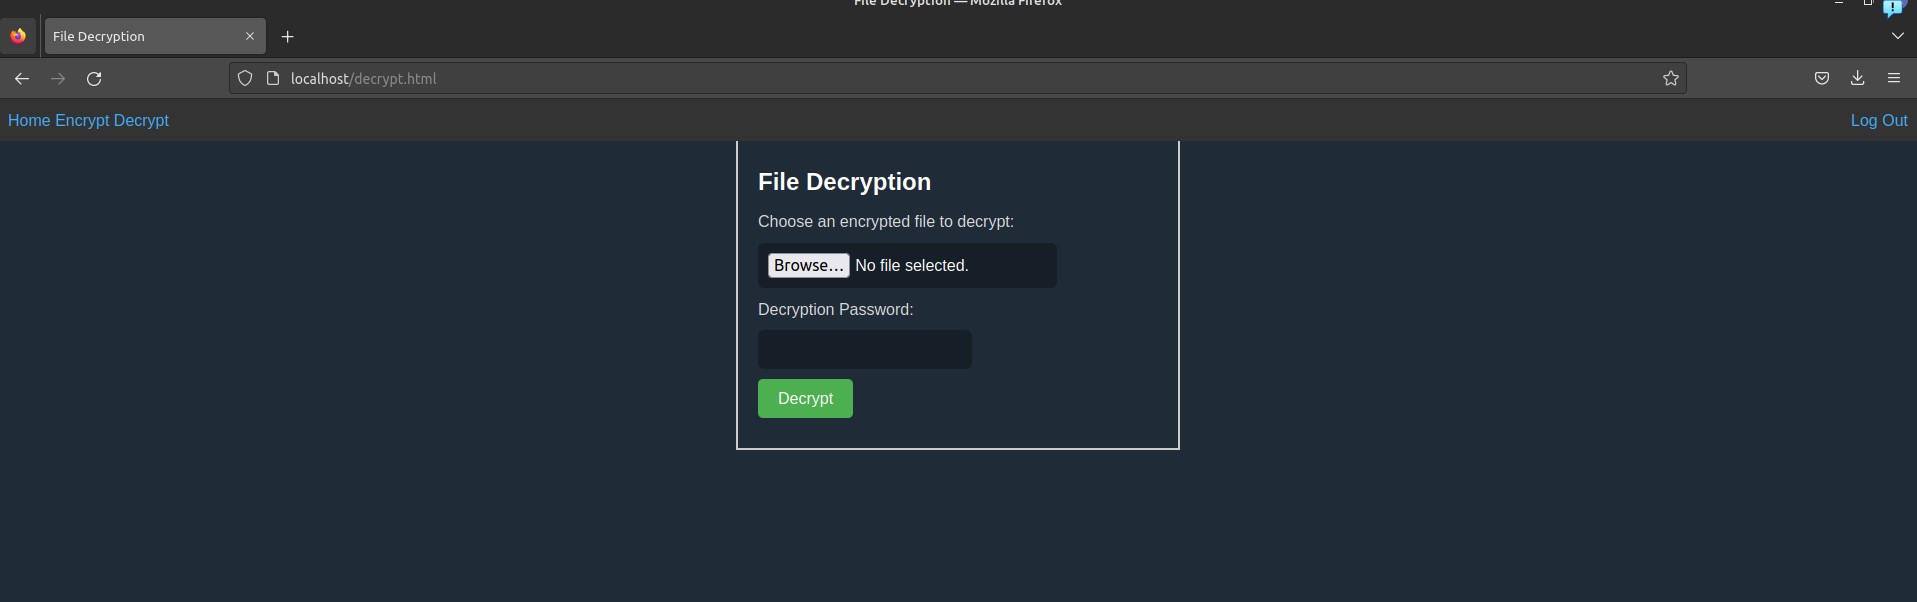 File Decryption — Mozilla Firefox
File Decryption
localhost/decrypt.html
Home Encrypt Decrypt Log Out
File Decryption
Choose an encrypted file to decrypt:
Browse... No file selected.
Decryption Password:
Decrypt